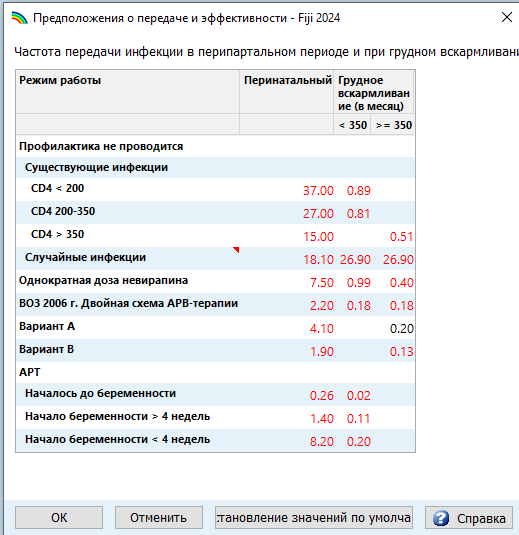 Предположения о передаче и эффективности - Fiji 2024
Частота передачи инфекции в перипартальном периоде и при грудном вскармливани
Режим работы Перинатальный Грудное вскармливан ие (в месяц)
< 350 >= 350
Профилактика не проводится
Существующие инфекции
CD4 < 200 37.00 0.89
CD4 200-350 27.00 0.81
CD4 > 350 15.00 0.51
Случайные инфекции 18.10 26.90 26.90
Однократная доза невирапина 7.50 0.99 0.40
ВОЗ 2006 г. Двойная схема АРВ-терапии 2.20 0.18 0.18
Вариант A 4.10 0.20
Вариант B 1.90 0.13
АРТ
Началось до беременности 0.26 0.02
Начало беременности > 4 недель 1.40 0.11
Начало беременности < 4 недель 8.20 0.20
ОК Отменить становление значений по умолча Справка